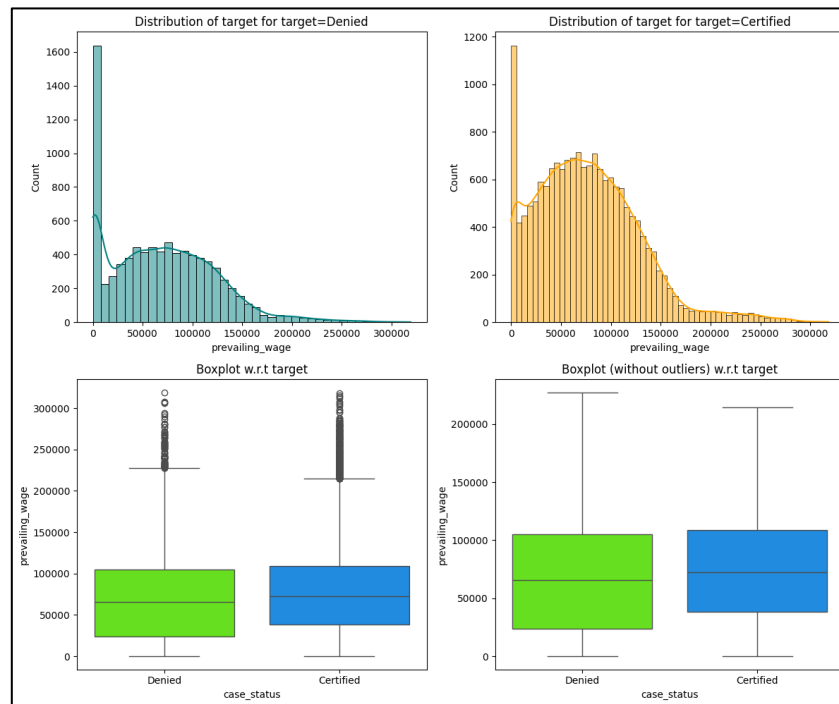 Distribution of target for target=Denied
1600
1400
1200
1000
800
600
400
200
0
Count
0 50000 100000 150000 200000 250000 300000
prevailing_wage
Distribution of target for target=Certified
1200
1000
800
600
400
200
0
Count
0 50000 100000 150000 200000 250000 300000
prevailing_wage
Boxplot w.r.t target
300000
250000
200000
150000
100000
50000
0
prevailing_wage
Denied Certified
case_status
Boxplot (without outliers) w.r.t target
200000
150000
100000
50000
0
prevailing_wage
Denied Certified
case_status